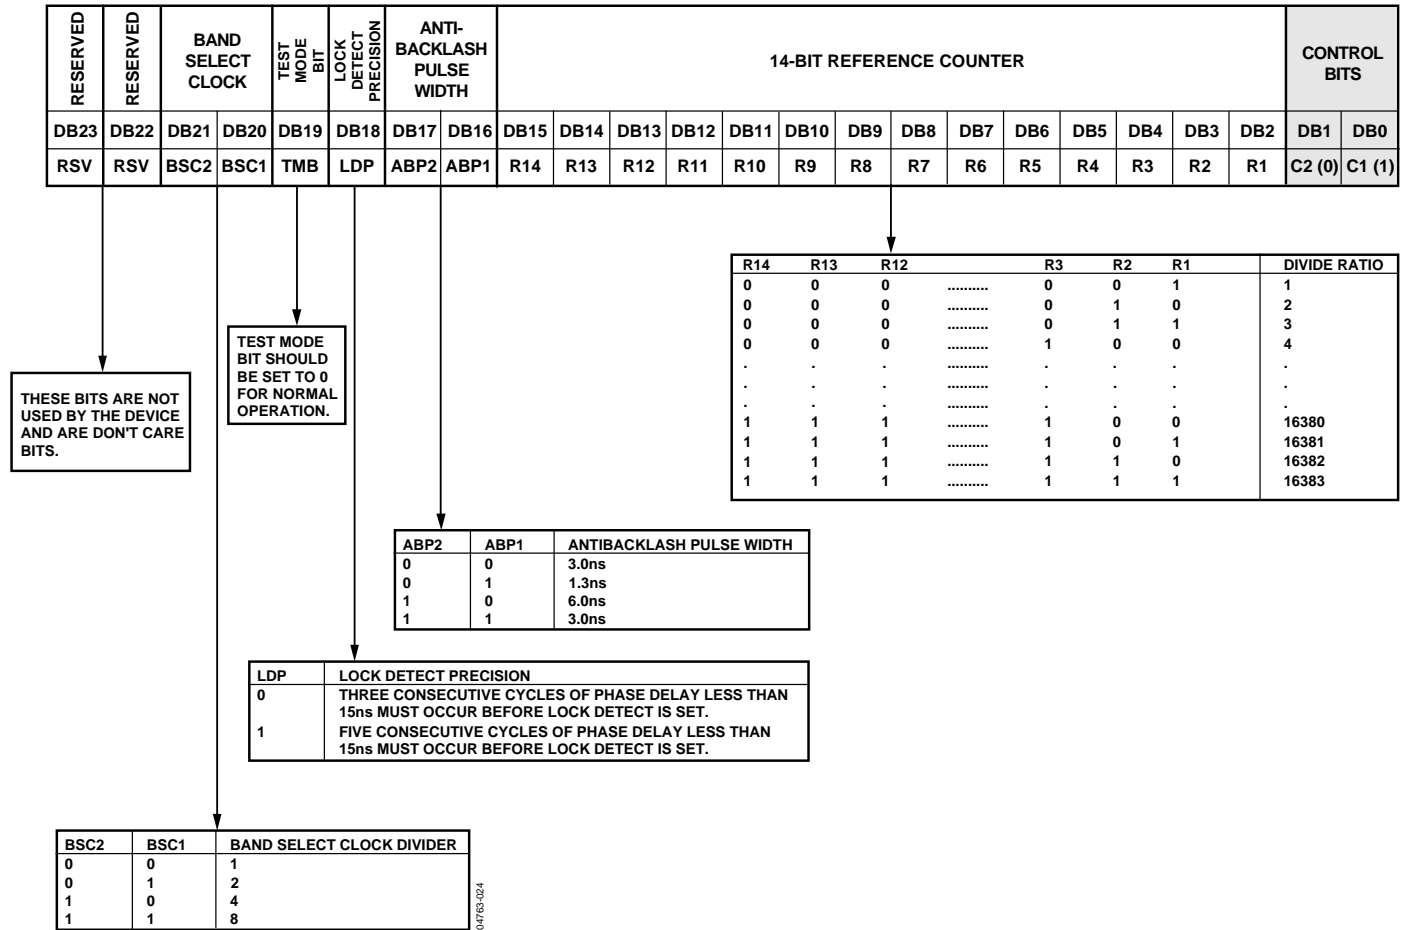 RESERVED
RESERVED
BAND
SELECT
CLOCK
TEST
MODE
BIT
LOCK
DETECT
PRECISION
ANTI-
BACKLASH
PULSE
WIDTH
14-BIT REFERENCE COUNTER
CONTROL
BITS
DB23 DB22 DB21 DB20 DB19 DB18 DB17 DB16 DB15 DB14 DB13 DB12 DB11 DB10 DB9 DB8 DB7 DB6 DB5 DB4 DB3 DB2 DB1 DB0
RSV RSV BSC2 BSC1 TMB LDP ABP2 ABP1 R14 R13 R12 R11 R10 R9 R8 R7 R6 R5 R4 R3 R2 R1 C2 (0) C1 (1)
R14 R13 R12 R3 R2 R1 DIVIDE RATIO
0 0 0 .......... 0 0 1 1
0 0 0 .......... 0 1 0 2
0 0 0 .......... 0 1 1 3
0 0 0 .......... 1 0 0 4
. . . .......... . . . .
. . . .......... . . . .
. . . .......... . . . .
1 1 1 .......... 1 0 0 16380
1 1 1 .......... 1 0 1 16381
1 1 1 .......... 1 1 0 16382
1 1 1 .......... 1 1 1 16383
TEST MODE
BIT SHOULD
BE SET TO 0
FOR NORMAL
OPERATION.
THESE BITS ARE NOT
USED BY THE DEVICE
AND ARE DON'T CARE
BITS.
ABP2 ABP1 ANTIBACKLASH PULSE WIDTH
0 0 3.0ns
0 1 1.3ns
1 0 6.0ns
1 1 3.0ns
LDP LOCK DETECT PRECISION
0 THREE CONSECUTIVE CYCLES OF PHASE DELAY LESS THAN
15ns MUST OCCUR BEFORE LOCK DETECT IS SET.
1 FIVE CONSECUTIVE CYCLES OF PHASE DELAY LESS THAN
15ns MUST OCCUR BEFORE LOCK DETECT IS SET.
BSC2 BSC1 BAND SELECT CLOCK DIVIDER
0 0 1
0 1 2
1 0 4
1 1 8
04763-024